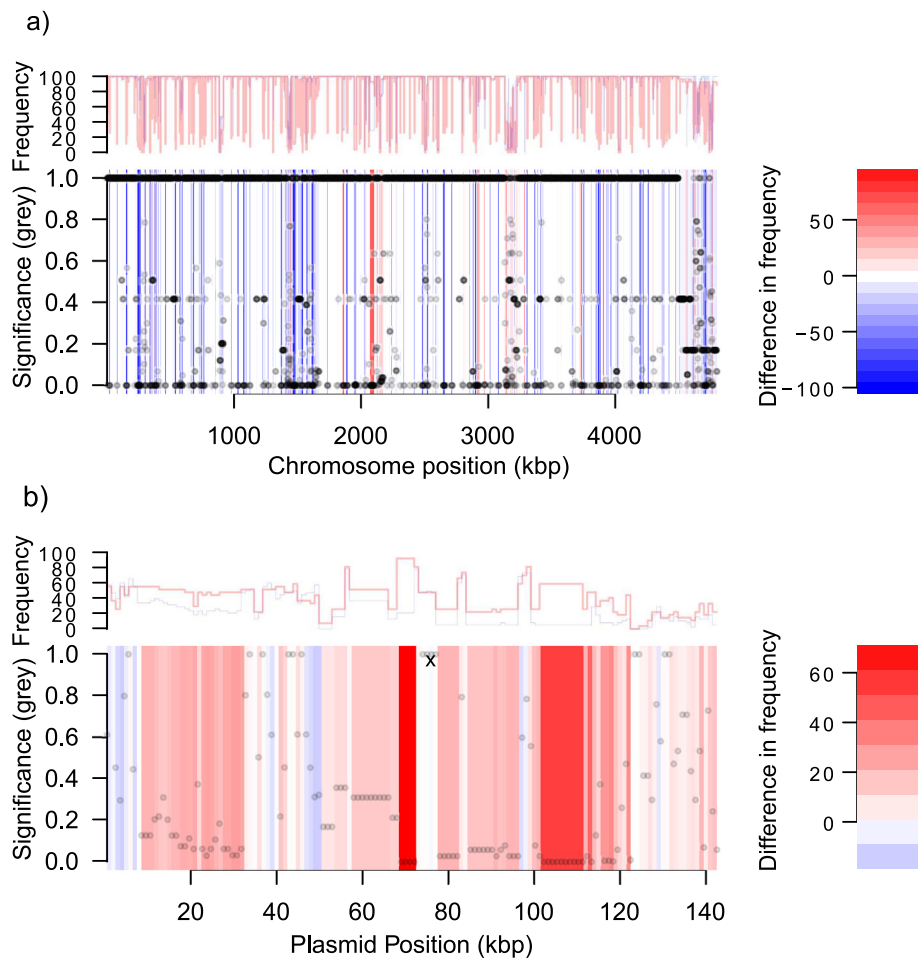 a)
Frequency
100
80
60
40
20
0
Significance (grey)
1.0
0.8
0.6
0.4
0.2
0.0
1000 2000 3000 4000
Chromosome position (kbp)
Difference in frequency
50
0
−50
−100
b)
Frequency
100
80
60
40
20
0
Significance (grey)
1.0
0.8
0.6
0.4
0.2
0.0
x
20 40 60 80 100 120 140
Plasmid Position (kbp)
Difference in frequency
60
40
20
0